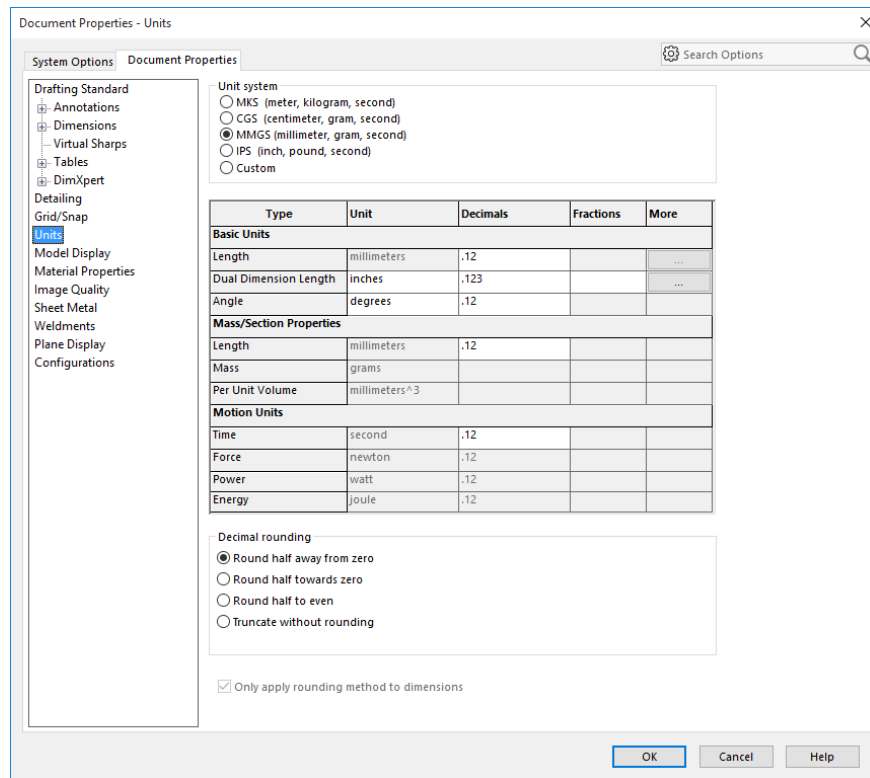 Document Properties - Units
System Options
Document Properties
Search Options
Drafting Standard
Annotations
Dimensions
Virtual Sharps
Tables
DimXpert
Detailing
Grid/Snap
Units
Model Display
Material Properties
Image Quality
Sheet Metal
Weldments
Plane Display
Configurations
Unit system
MKS (meter, kilogram, second)
CGS (centimeter, gram, second)
MMGS (millimeter, gram, second)
IPS (inch, pound, second)
Custom
Type Unit Decimals Fractions More
Basic Units
Length millimeters .12 ...
Dual Dimension Length inches .123 ...
Angle degrees .12
Mass/Section Properties
Length millimeters .12
Mass grams
Per Unit Volume millimeters^3
Motion Units
Time second .12
Force newton .12
Power watt .12
Energy joule .12
Decimal rounding
Round half away from zero
Round half towards zero
Round half to even
Truncate without rounding
Only apply rounding method to dimensions
OK Cancel Help